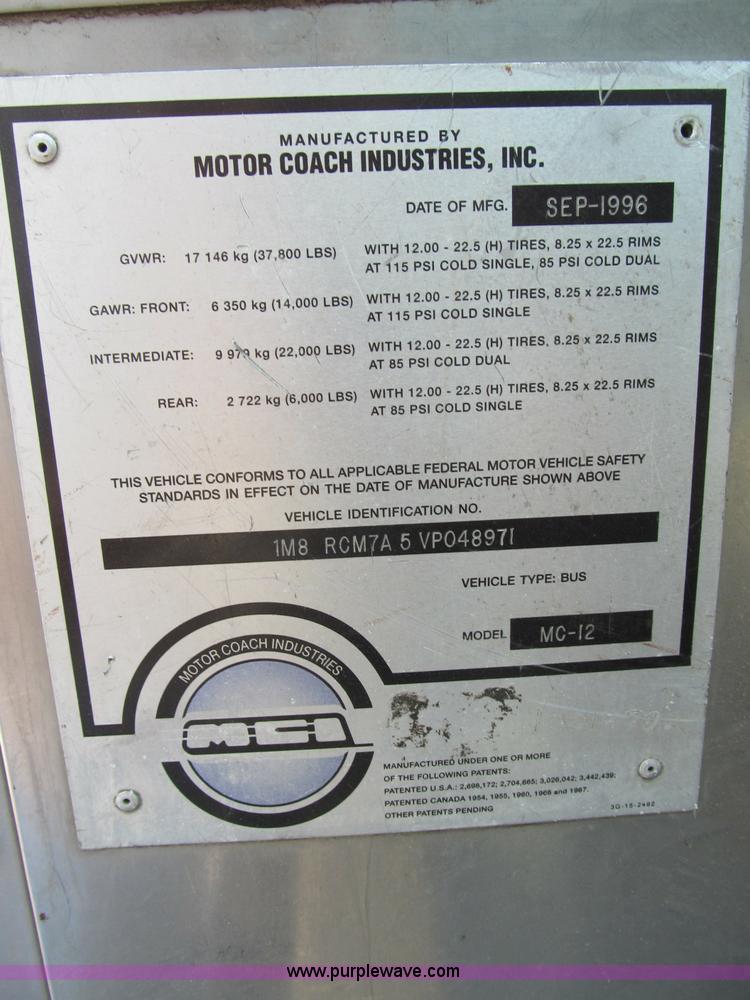 MANUFACTURED BY
MOTOR COACH INDUSTRIES, INC.
DATE OF MFG. SEP-1996
GVWR: 17 146 kg (37,800 LBS) WITH 12.00 - 22.5 (H) TIRES, 8.25 x 22.5 RIMS
AT 115 PSI COLD SINGLE, 85 PSI COLD DUAL
GAWR: FRONT: 6 350 kg (14,000 LBS) WITH 12.00 - 22.5 (H) TIRES, 8.25 x 22.5 RIMS
AT 115 PSI COLD SINGLE
INTERMEDIATE: 9 979 kg (22,000 LBS) WITH 12.00 - 22.5 (H) TIRES, 8.25 x 22.5 RIMS
AT 85 PSI COLD DUAL
REAR: 2 722 kg (6,000 LBS) WITH 12.00 - 22.5 (H) TIRES, 8.25 x 22.5 RIMS
AT 85 PSI COLD SINGLE
THIS VEHICLE CONFORMS TO ALL APPLICABLE FEDERAL MOTOR VEHICLE SAFETY
STANDARDS IN EFFECT ON THE DATE OF MANUFACTURE SHOWN ABOVE
VEHICLE IDENTIFICATION NO.
1M8 RCM7A 5 VP048971
VEHICLE TYPE: BUS
MODEL MC-12
MOTOR COACH INDUSTRIES
MCI
MANUFACTURED UNDER ONE OR MORE
OF THE FOLLOWING PATENTS:
PATENTED U.S.A.: 2,698,172; 2,704,665; 3,026,042; 3,442,439;
PATENTED CANADA 1954, 1955, 1960, 1966 and 1967.
OTHER PATENTS PENDING
3G-15-2492
www.purplewave.com